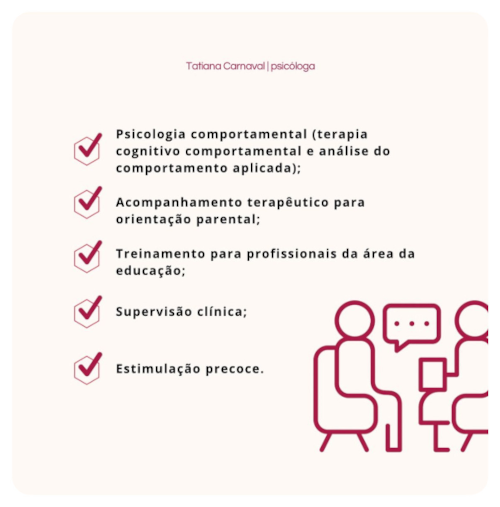 Tatiana Carnaval | psicóloga
Psicologia comportamental (terapia
cognitivo comportamental e análise do
comportamento aplicada);
Acompanhamento terapêutico para
orientação parental;
Treinamento para profissionais da área da
educação;
Supervisão clínica;
Estimulação precoce.